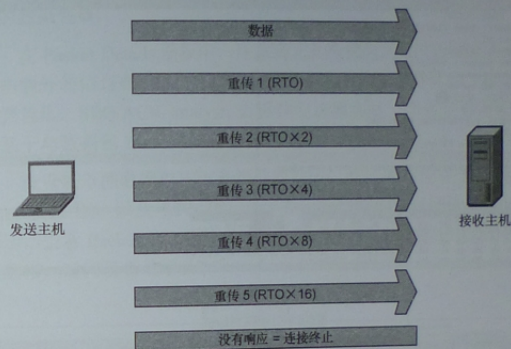 数据
重传 1 (RTO)
重传 2 (RTO×2)
重传 3 (RTO×4)
发送主机
接收主机
重传 4 (RTO×8)
重传 5 (RTO×16)
没有响应 = 连接终止